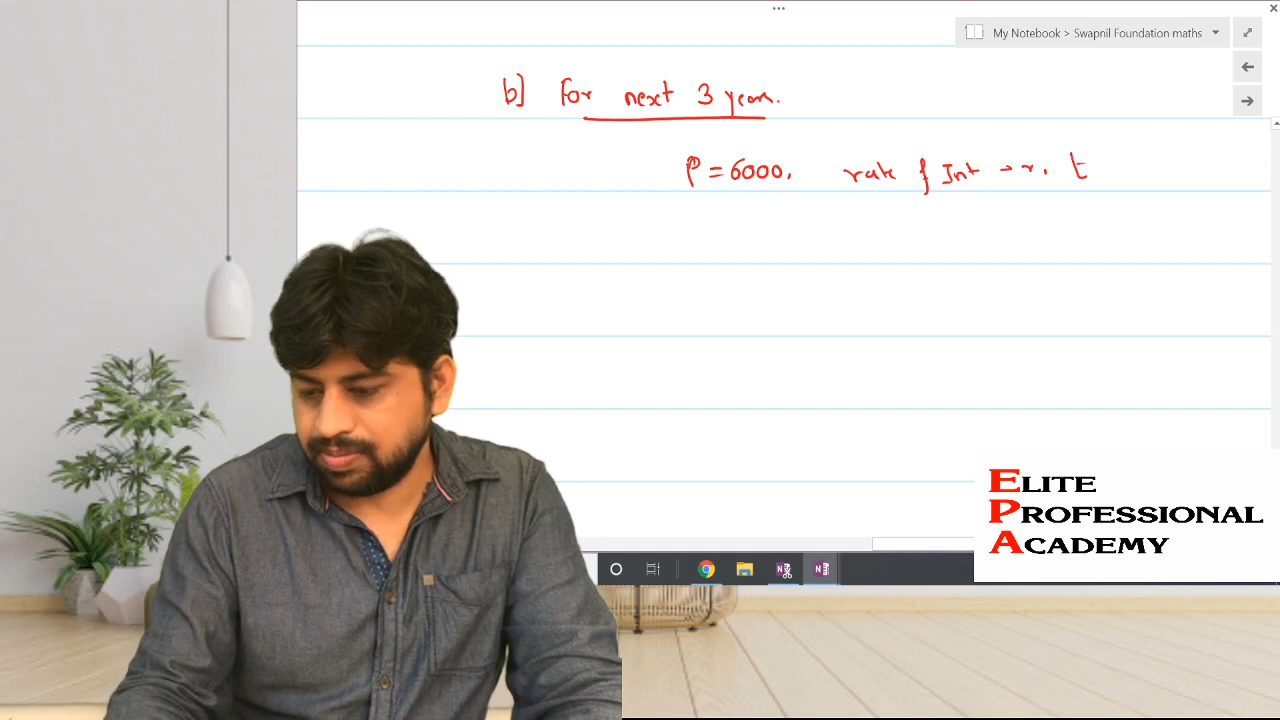 My Notebook > Swapnil Foundation maths
b] For next 3 years.
P = 6000, rate of Int → r, t
ELITE
PROFESSIONAL
ACADEMY